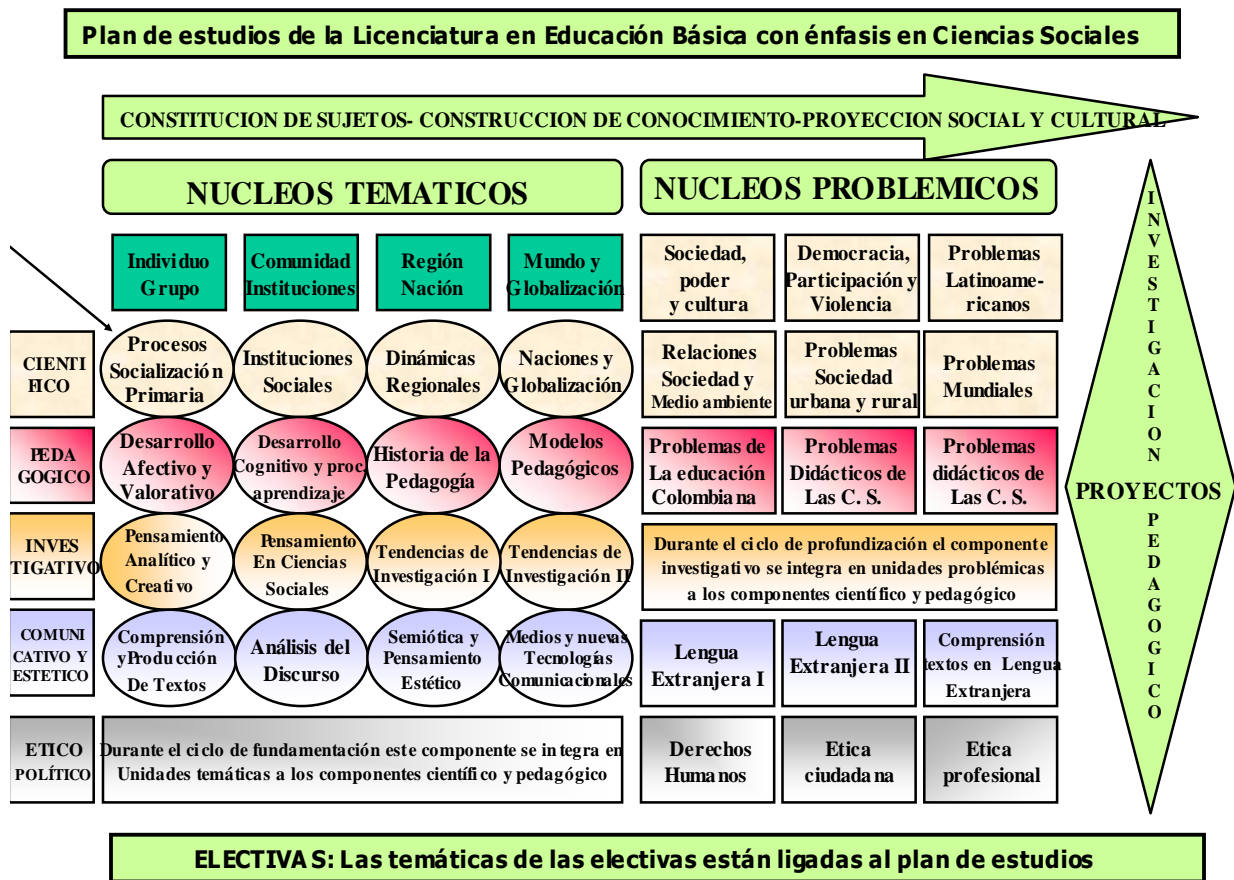 Plan de estudios de la Licenciatura en Educación Básica con énfasis en Ciencias Sociales
CONSTITUCION DE SUJETOS- CONSTRUCCION DE CONOCIMIENTO-PROYECCION SOCIAL Y CULTURAL
NUCLEOS TEMATICOS
NUCLEOS PROBLEMICOS
Individuo
Grupo
Comunidad
Instituciones
Región
Nación
Mundo y
Globalización
Sociedad,
poder
y cultura
Democracia,
Participación y
Violencia
Problemas
Latinoame-
ricanos
CIENTI
FICO
Procesos
Socialización
Primaria
Instituciones
Sociales
Dinámicas
Regionales
Naciones y
Globalización
Relaciones
Sociedad y
Medio ambiente
Problemas
Sociedad
urbana y rural
Problemas
Mundiales
PEDA
GOGICO
Desarrollo
Afectivo y
Valorativo
Desarrollo
Cognitivo y proc.
aprendizaje
Historia de la
Pedagogía
Modelos
Pedagógicos
Problemas de
La educación
Colombiana
Problemas
Didácticos de
Las C. S.
Problemas
didácticos de
Las C. S.
INVES
TIGATIVO
Pensamiento
Analítico y
Creativo
Pensamiento
En Ciencias
Sociales
Tendencias de
Investigación I
Tendencias de
Investigación II
Durante el ciclo de profundización el componente
investigativo se integra en unidades problémicas
a los componentes científico y pedagógico
COMUNI
CATIVO Y
ESTETICO
Comprensión
y Producción
De Textos
Análisis del
Discurso
Semiótica y
Pensamiento
Estético
Medios y nuevas
Tecnologías
Comunicacionales
Lengua
Extranjera I
Lengua
Extranjera II
Comprensión
textos en Lengua
Extranjera
ETICO
POLÍTICO
Durante el ciclo de fundamentación este componente se integra en
Unidades temáticas a los componentes científico y pedagógico
Derechos
Humanos
Etica
ciudadana
Etica
profesional
INVESTIGACION
PROYECTOS
PEDAGOGICO
ELECTIVAS: Las temáticas de las electivas están ligadas al plan de estudios